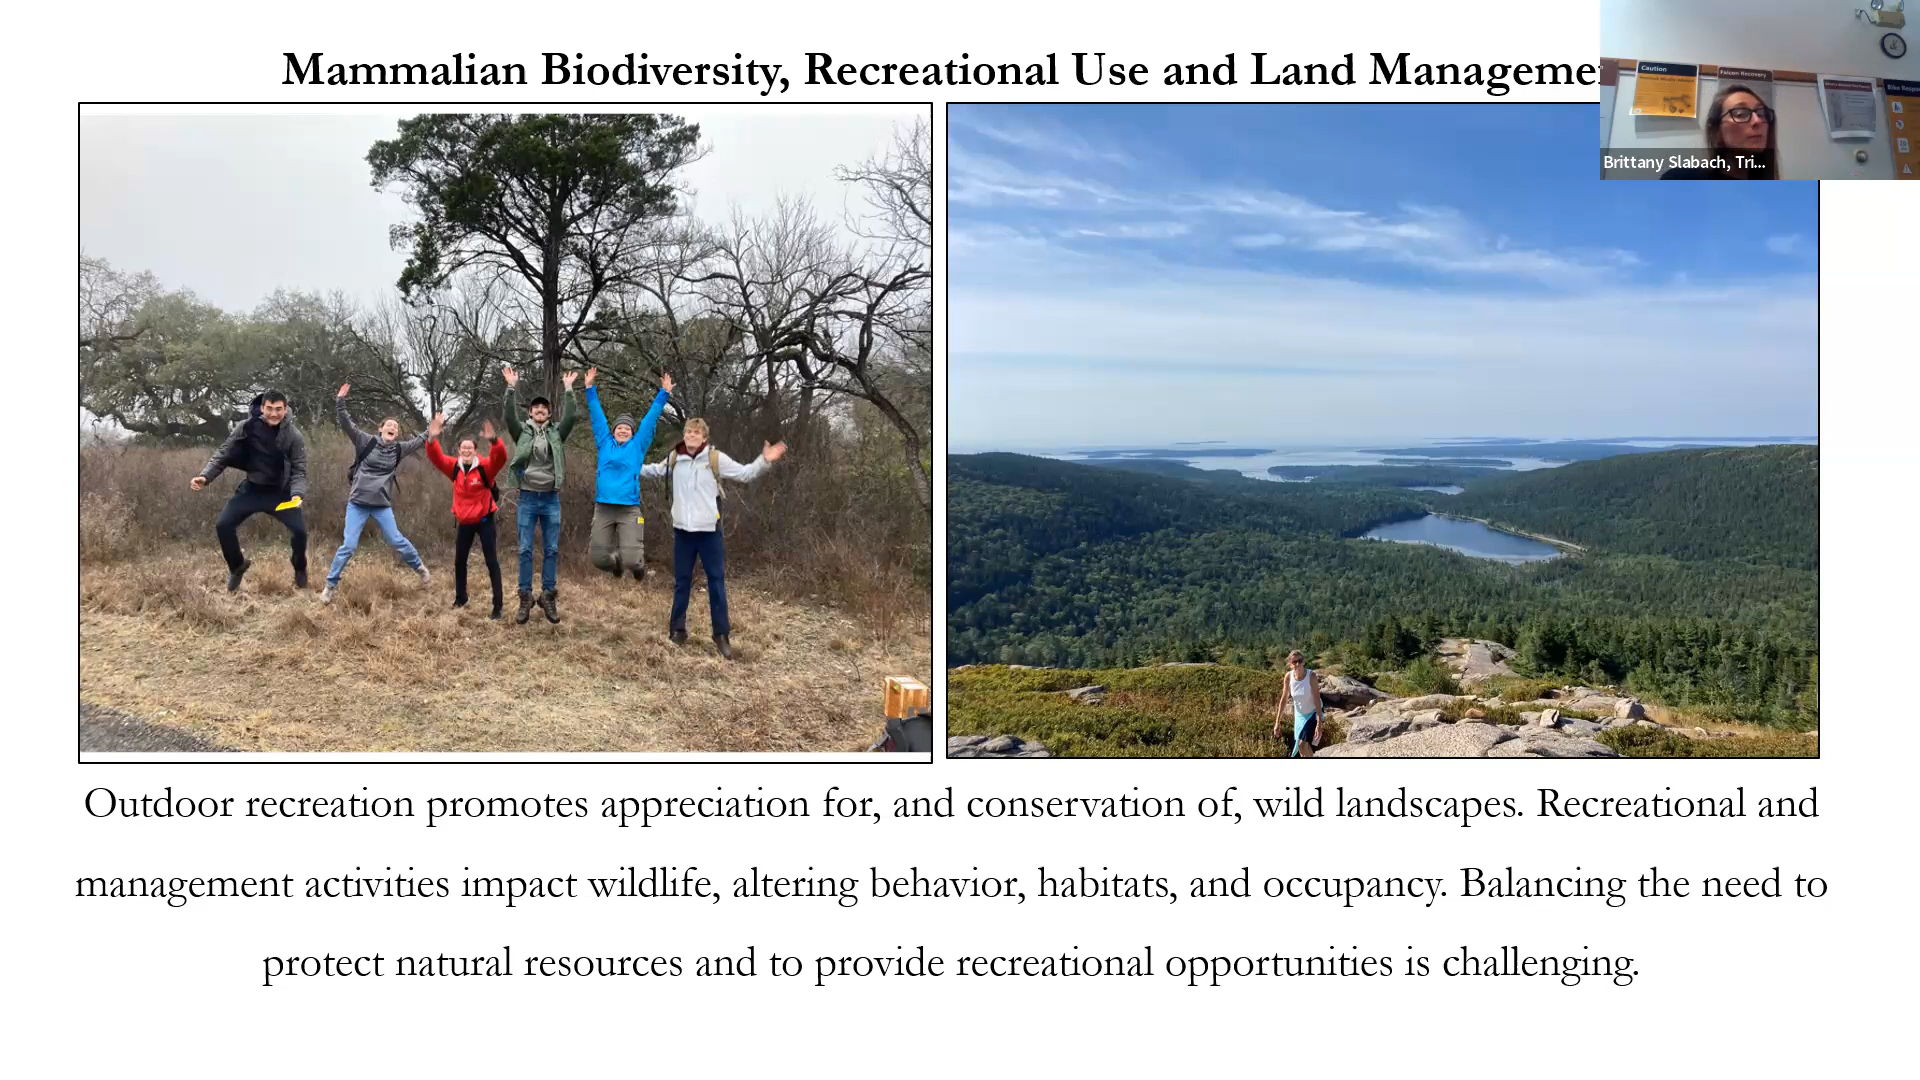 Mammalian Biodiversity, Recreational Use and Land Manageme
Caution
Falcon Recovery
Brittany Slabach, Tri...
Outdoor recreation promotes appreciation for, and conservation of, wild landscapes. Recreational and
management activities impact wildlife, altering behavior, habitats, and occupancy. Balancing the need to
protect natural resources and to provide recreational opportunities is challenging.